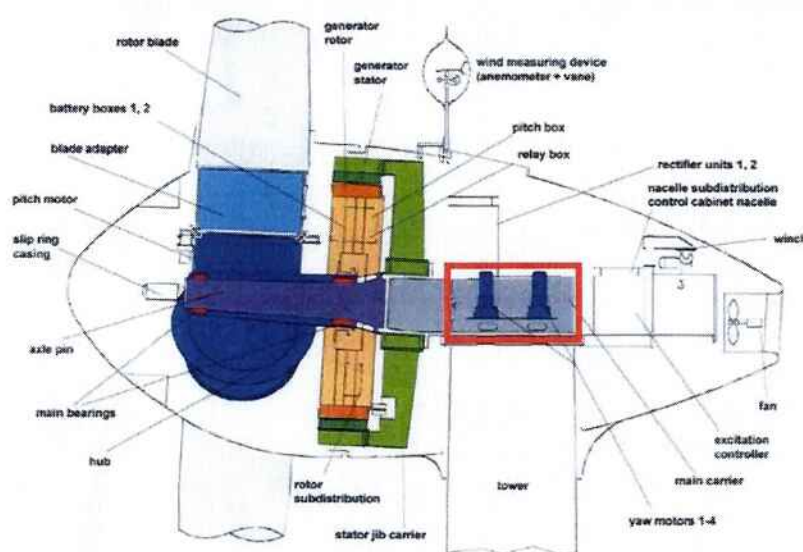 generator
rotor
rotor blade
generator
stator
wind measuring device
(anemometer + vane)
battery boxes 1, 2
pitch box
blade adapter
relay box
rectifier units 1, 2
pitch motor
nacelle subdistribution
control cabinet nacelle
slip ring
casing
winch
3
axle pin
main bearings
fan
hub
excitation
controller
rotor
subdistribution
tower
main carrier
stator jib carrier
yaw motors 1-4